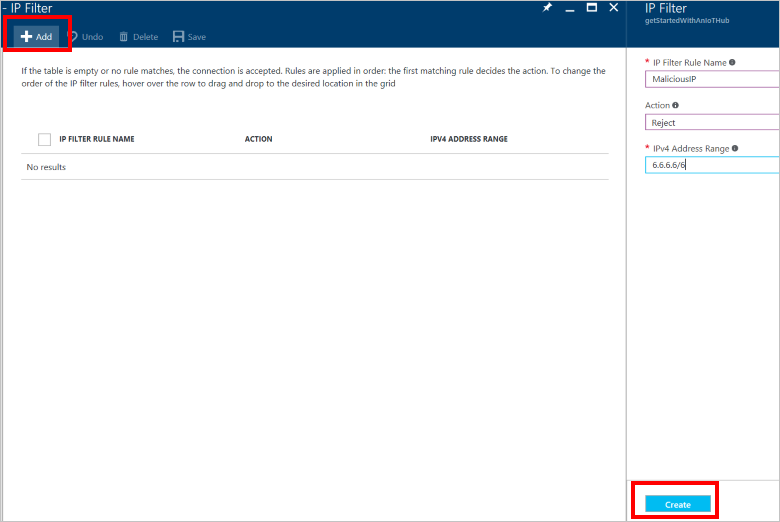 - IP Filter
Add Undo Delete Save
If the table is empty or no rule matches, the connection is accepted. Rules are applied in order: the first matching rule decides the action. To change the
order of the IP filter rules, hover over the row to drag and drop to the desired location in the grid
IP FILTER RULE NAME ACTION IPV4 ADDRESS RANGE
No results
IP Filter
getStartedWithAnIoTHub
* IP Filter Rule Name
MaliciousIP
Action
Reject
* IPv4 Address Range
6.6.6.6/6
Create